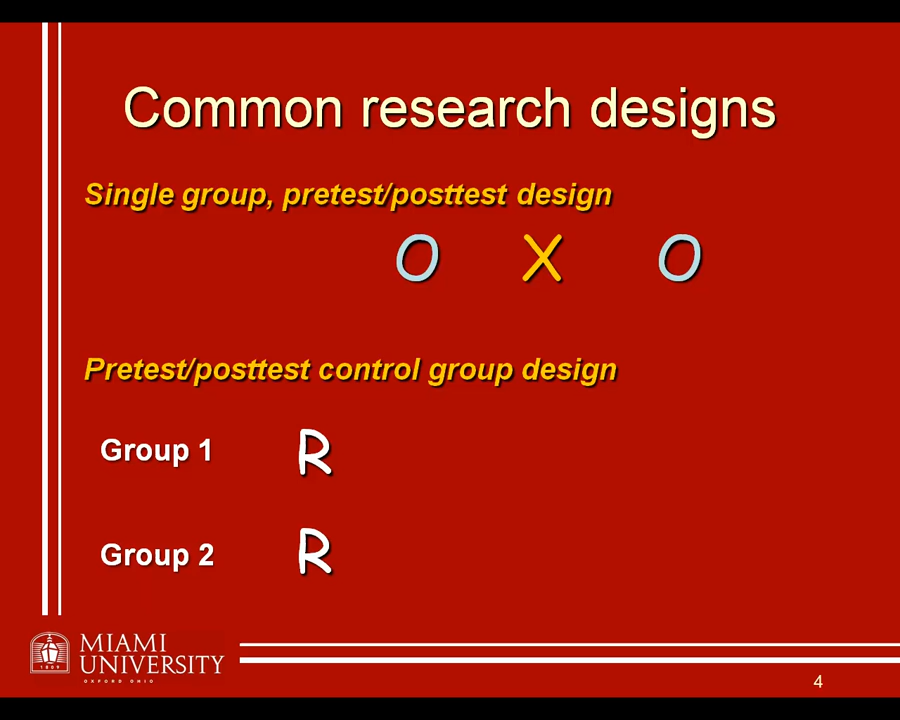 Common research designs
Single group, pretest/posttest design
O X O
Pretest/posttest control group design
Group 1 R
Group 2 R
MIAMI
UNIVERSITY
1809
OXFORD OHIO
4